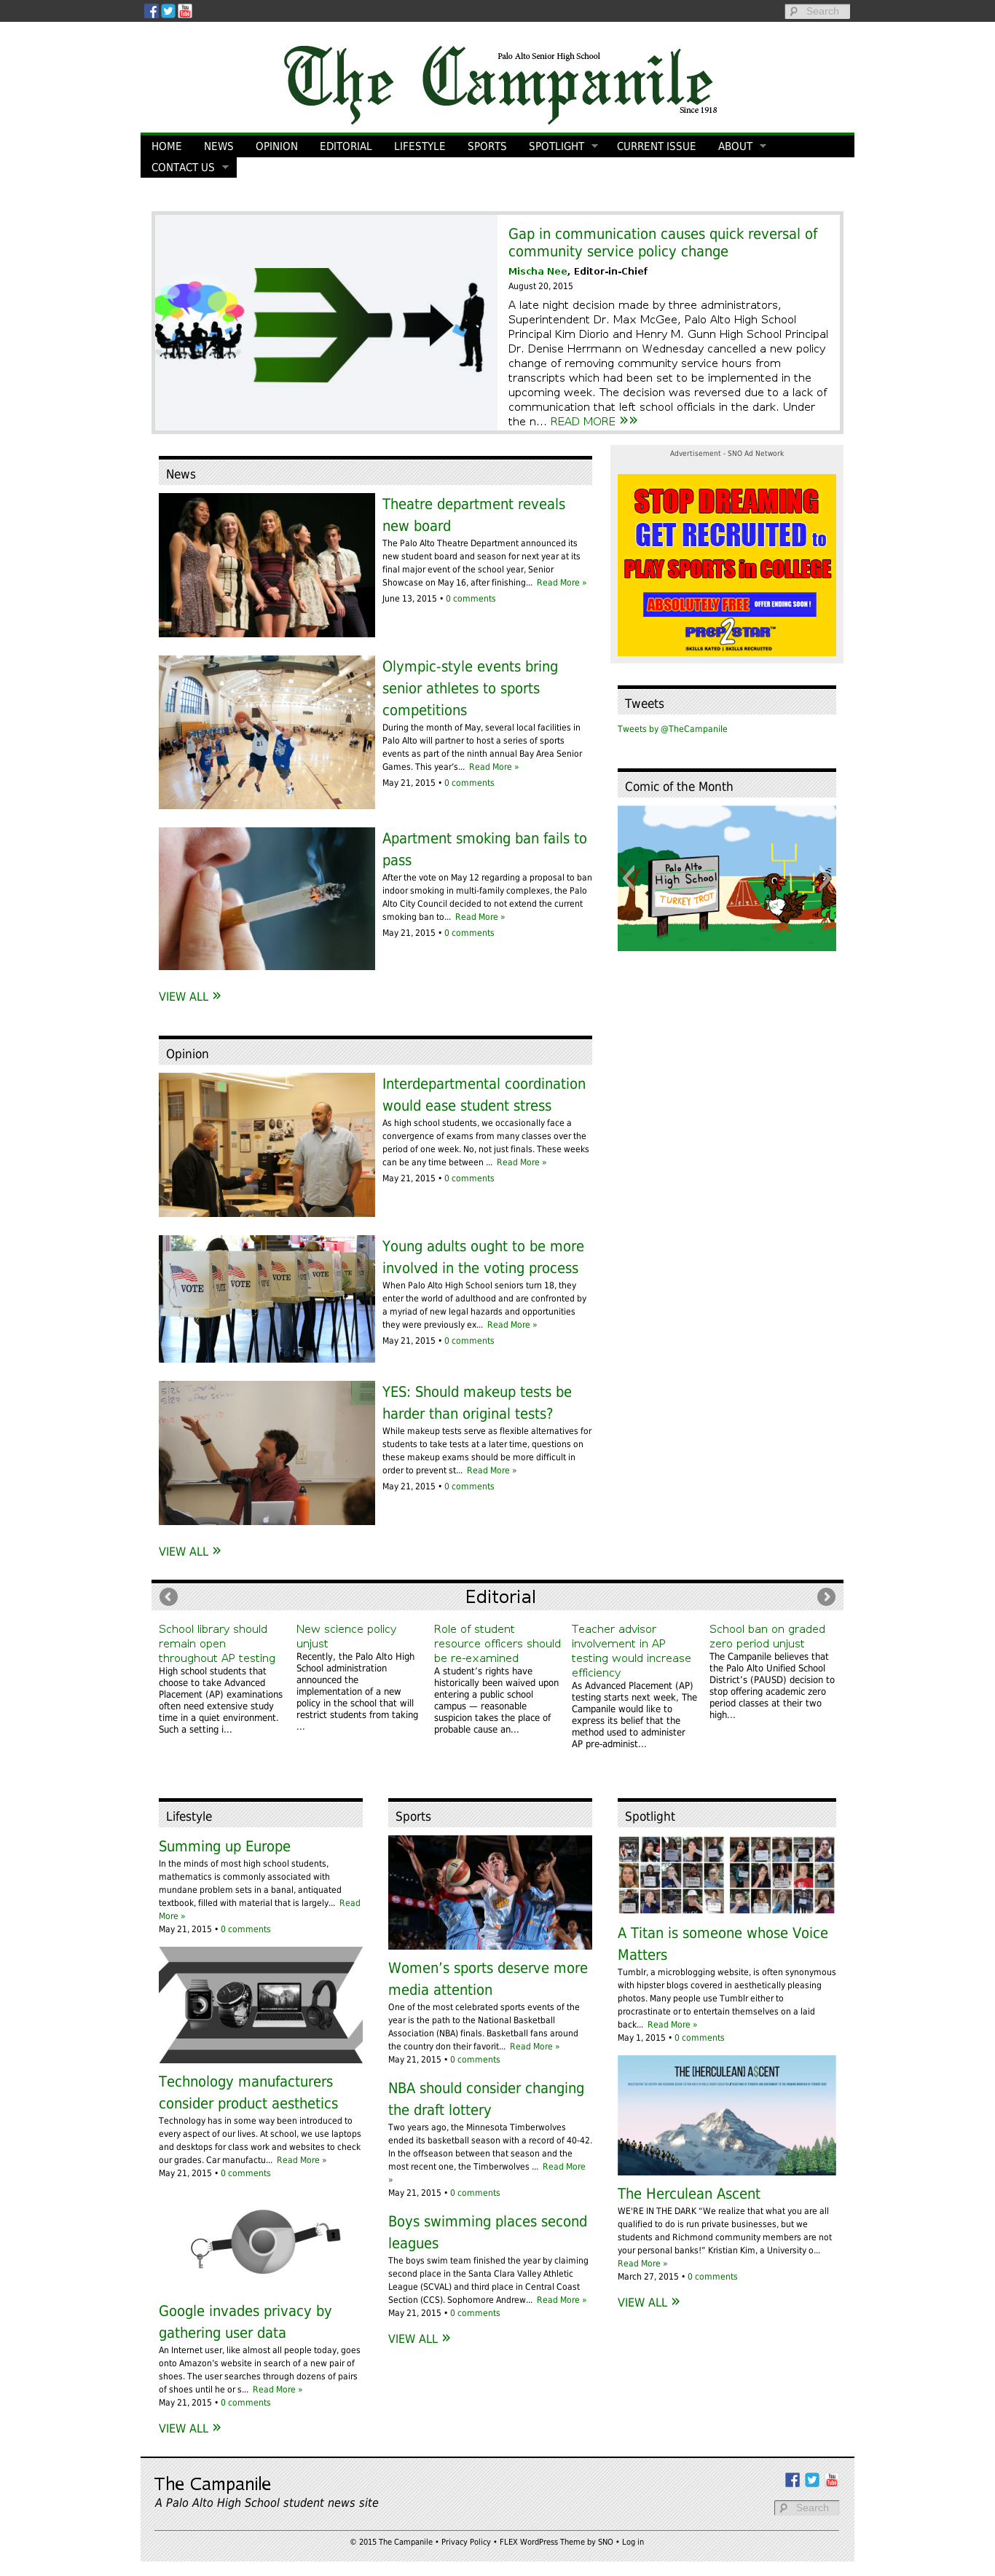 Search
Palo Alto Senior High School
The Campanile
Since 1918
HOME NEWS OPINION EDITORIAL LIFESTYLE SPORTS SPOTLIGHT CURRENT ISSUE ABOUT
CONTACT US
Gap in communication causes quick reversal of
community service policy change
Mischa Nee, Editor-in-Chief
August 20, 2015
A late night decision made by three administrators,
Superintendent Dr. Max McGee, Palo Alto High School
Principal Kim Diorio and Henry M. Gunn High School Principal
Dr. Denise Herrmann on Wednesday cancelled a new policy
change of removing community service hours from
transcripts which had been set to be implemented in the
upcoming week. The decision was reversed due to a lack of
communication that left school officials in the dark. Under
the n... READ MORE »»
News
Theatre department reveals
new board
The Palo Alto Theatre Department announced its
new student board and season for next year at its
final major event of the school year, Senior
Showcase on May 16, after finishing... Read More »
June 13, 2015 • 0 comments
Olympic-style events bring
senior athletes to sports
competitions
During the month of May, several local facilities in
Palo Alto will partner to host a series of sports
events as part of the ninth annual Bay Area Senior
Games. This year's... Read More »
May 21, 2015 • 0 comments
Apartment smoking ban fails to
pass
After the vote on May 12 regarding a proposal to ban
indoor smoking in multi-family complexes, the Palo
Alto City Council decided to not extend the current
smoking ban to... Read More »
May 21, 2015 • 0 comments
VIEW ALL »
Advertisement - SNO Ad Network
STOP DREAMING
GET RECRUITED to
PLAY SPORTS in COLLEGE
ABSOLUTELY FREE OFFER ENDING SOON !
PREP2STAR™
SKILLS RATED | SKILLS RECRUITED
Tweets
Tweets by @TheCampanile
Comic of the Month
Palo Alto
High School
TURKEY TROT
Opinion
Interdepartmental coordination
would ease student stress
As high school students, we occasionally face a
convergence of exams from many classes over the
period of one week. No, not just finals. These weeks
can be any time between ... Read More »
May 21, 2015 • 0 comments
VOTE VOTE VOTE VOTE VOTE
Young adults ought to be more
involved in the voting process
When Palo Alto High School seniors turn 18, they
enter the world of adulthood and are confronted by
a myriad of new legal hazards and opportunities
they were previously ex... Read More »
May 21, 2015 • 0 comments
YES: Should makeup tests be
harder than original tests?
While makeup tests serve as flexible alternatives for
students to take tests at a later time, questions on
these makeup exams should be more difficult in
order to prevent st... Read More »
May 21, 2015 • 0 comments
VIEW ALL »
Editorial
School library should
remain open
throughout AP testing
High school students that
choose to take Advanced
Placement (AP) examinations
often need extensive study
time in a quiet environment.
Such a setting i...
New science policy
unjust
Recently, the Palo Alto High
School administration
announced the
implementation of a new
policy in the school that will
restrict students from taking
...
Role of student
resource officers should
be re-examined
A student's rights have
historically been waived upon
entering a public school
campus — reasonable
suspicion takes the place of
probable cause an...
Teacher advisor
involvement in AP
testing would increase
efficiency
As Advanced Placement (AP)
testing starts next week, The
Campanile would like to
express its belief that the
method used to administer
AP pre-administ...
School ban on graded
zero period unjust
The Campanile believes that
the Palo Alto Unified School
District's (PAUSD) decision to
stop offering academic zero
period classes at their two
high...
Lifestyle
Summing up Europe
In the minds of most high school students,
mathematics is commonly associated with
mundane problem sets in a banal, antiquated
textbook, filled with material that is largely... Read
More »
May 21, 2015 • 0 comments
Technology manufacturers
consider product aesthetics
Technology has in some way been introduced to
every aspect of our lives. At school, we use laptops
and desktops for class work and websites to check
our grades. Car manufactu... Read More »
May 21, 2015 • 0 comments
Google invades privacy by
gathering user data
An Internet user, like almost all people today, goes
onto Amazon's website in search of a new pair of
shoes. The user searches through dozens of pairs
of shoes until he or s... Read More »
May 21, 2015 • 0 comments
VIEW ALL »
Sports
Women's sports deserve more
media attention
One of the most celebrated sports events of the
year is the path to the National Basketball
Association (NBA) finals. Basketball fans around
the country don their favorit... Read More »
May 21, 2015 • 0 comments
NBA should consider changing
the draft lottery
Two years ago, the Minnesota Timberwolves
ended its basketball season with a record of 40-42.
In the offseason between that season and the
most recent one, the Timberwolves ... Read More
»
May 21, 2015 • 0 comments
Boys swimming places second
leagues
The boys swim team finished the year by claiming
second place in the Santa Clara Valley Athletic
League (SCVAL) and third place in Central Coast
Section (CCS). Sophomore Andrew... Read More »
May 21, 2015 • 0 comments
VIEW ALL »
Spotlight
A Titan is someone whose Voice
Matters
Tumblr, a microblogging website, is often synonymous
with hipster blogs covered in aesthetically pleasing
photos. Many people use Tumblr either to
procrastinate or to entertain themselves on a laid
back... Read More »
May 1, 2015 • 0 comments
THE [HERCULEAN] A$CENT
The Herculean Ascent
WE'RE IN THE DARK "We realize that what you are all
qualified to do is run private businesses, but we
students and Richmond community members are not
your personal banks!" Kristian Kim, a University o...
Read More »
March 27, 2015 • 0 comments
VIEW ALL »
The Campanile
A Palo Alto High School student news site
Search
© 2015 The Campanile • Privacy Policy • FLEX WordPress Theme by SNO • Log in